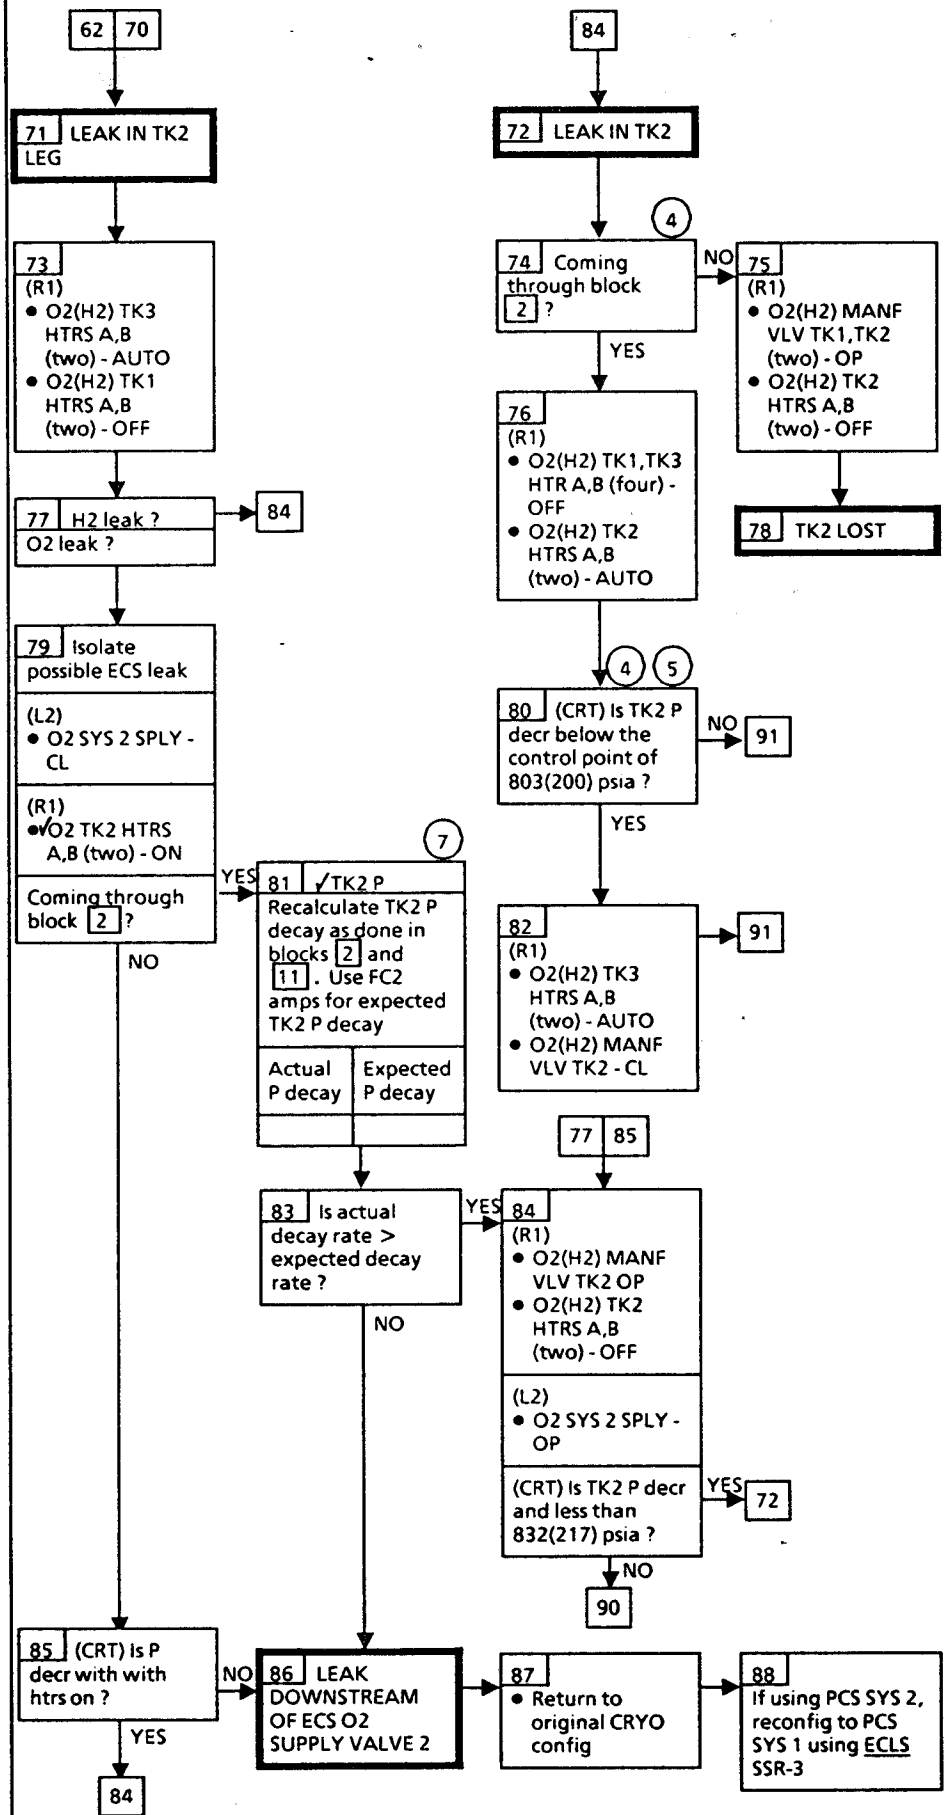 62 70
71 LEAK IN TK2
LEG
73
(R1)
• O2(H2) TK3
HTRS A,B
(two) - AUTO
• O2(H2) TK1
HTRS A,B
(two) - OFF
77 H2 leak ?
O2 leak ?
84
79 Isolate
possible ECS leak
(L2)
• O2 SYS 2 SPLY -
CL
(R1)
•✓O2 TK2 HTRS
A,B (two) - ON
Coming through
block 2 ?
YES
NO
7
81 ✓TK2 P
Recalculate TK2 P
decay as done in
blocks 2 and
11 . Use FC2
amps for expected
TK2 P decay
Actual
P decay
Expected
P decay
83 Is actual
decay rate >
expected decay
rate ?
YES
NO
85 (CRT) Is P
decr with with
htrs on ?
NO
YES
84
86 LEAK
DOWNSTREAM
OF ECS O2
SUPPLY VALVE 2
87
• Return to
original CRYO
config
88
If using PCS SYS 2,
reconfig to PCS
SYS 1 using ECLS
SSR-3
84
72 LEAK IN TK2
4
74 Coming
through block
2 ?
NO
YES
75
(R1)
• O2(H2) MANF
VLV TK1,TK2
(two) - OP
• O2(H2) TK2
HTRS A,B
(two) - OFF
78 TK2 LOST
76
(R1)
• O2(H2) TK1,TK3
HTR A,B (four) -
OFF
• O2(H2) TK2
HTRS A,B
(two) - AUTO
4 5
80 (CRT) Is TK2 P
decr below the
control point of
803(200) psia ?
NO
91
YES
82
(R1)
• O2(H2) TK3
HTRS A,B
(two) - AUTO
• O2(H2) MANF
VLV TK2 - CL
91
77 85
84
(R1)
• O2(H2) MANF
VLV TK2 OP
• O2(H2) TK2
HTRS A,B
(two) - OFF
(L2)
• O2 SYS 2 SPLY -
OP
(CRT) Is TK2 P decr
and less than
832(217) psia ?
YES
72
NO
90